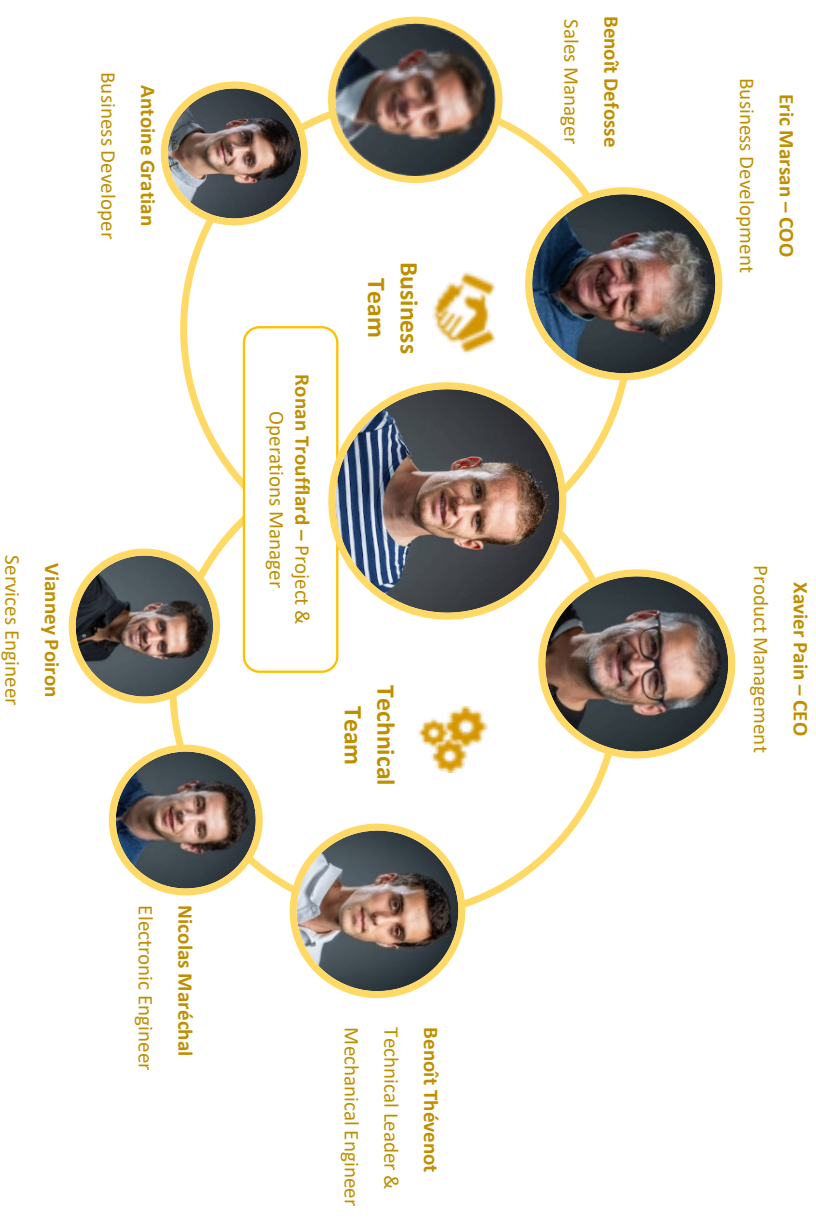 Eric Marsan – COO
Business Development
Xavier Pain – CEO
Product Management
Benoît Defosse
Sales Manager
Business
Team
Technical
Team
Benoît Thévenot
Technical Leader &
Mechanical Engineer
Ronan Troufflard – Project &
Operations Manager
Antoine Gratian
Business Developer
Nicolas Maréchal
Electronic Engineer
Vianney Poiron
Services Engineer